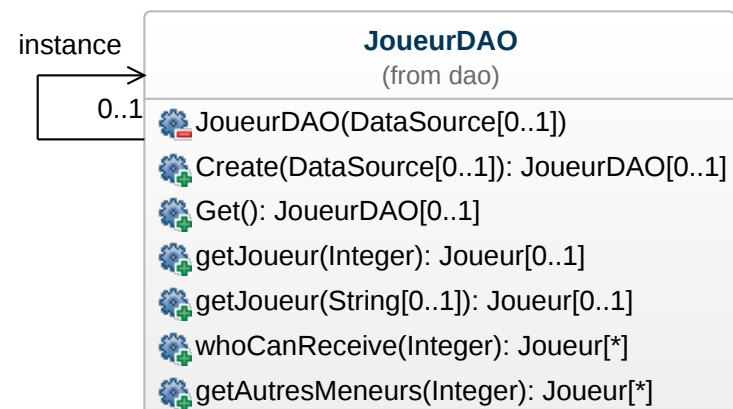 instance
JoueurDAO
(from dao)
0..1
JoueurDAO(DataSource[0..1])
Create(DataSource[0..1]): JoueurDAO[0..1]
Get(): JoueurDAO[0..1]
getJoueur(Integer): Joueur[0..1]
getJoueur(String[0..1]): Joueur[0..1]
whoCanReceive(Integer): Joueur[*]
getAutresMeneurs(Integer): Joueur[*]